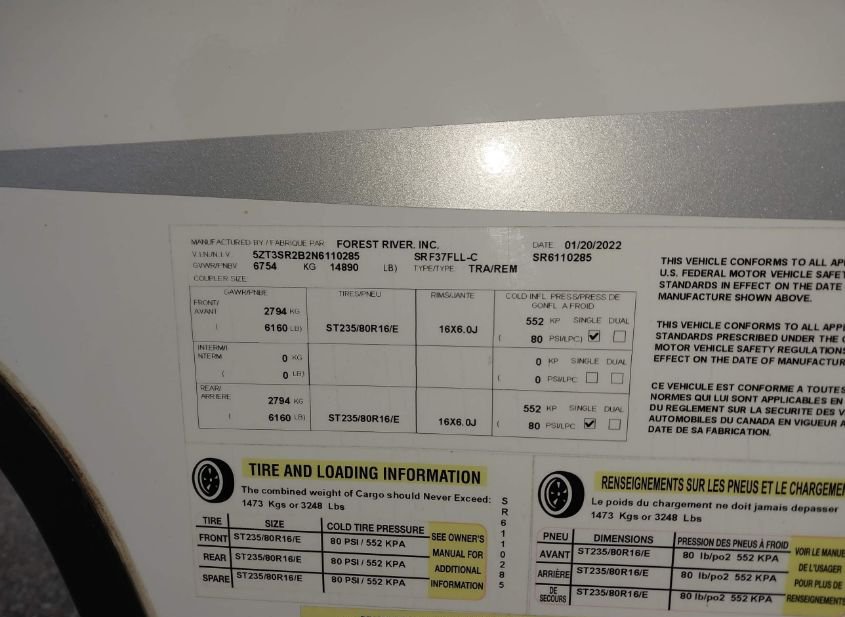 MANUFACTURED BY / FABRIQUE PAR FOREST RIVER, INC. DATE 01/20/2022
V.I.N./N.I.V. 5ZT3SR2B2N6110285 SRF37FLL-C SR6110285
GVWR/PNBV 6754 KG 14890 LB) TYPE/TYPE TRA/REM
COUPLER SIZE
GAWR/PNBE TIRES/PNEU RIMS/JANTE COLD INFL. PRESS/PRESS DE
GONFL A FROID
FRONT/
AVANT 2794 KG 552 KP SINGLE DUAL
( 6160 LB) ST235/80R16/E 16X6.0J ( 80 PSI/LPC)
INTERM/
INTERM 0 KG 0 KP SINGLE DUAL
( 0 LB) ( 0 PSI/LPC
REAR/
ARRIERE 2794 KG 552 KP SINGLE DUAL
( 6160 LB) ST235/80R16/E 16X6.0J ( 80 PSI/LPC
THIS VEHICLE CONFORMS TO ALL
U.S. FEDERAL MOTOR VEHICLE
STANDARDS IN EFFECT ON THE DATE
MANUFACTURE SHOWN ABOVE.
THIS VEHICLE CONFORMS TO ALL
STANDARDS PRESCRIBED UNDER THE
MOTOR VEHICLE SAFETY REGULATIONS
EFFECT ON THE DATE OF
CE VEHICULE EST CONFORME A TOUTES
NORMES QUI LUI SONT APPLICABLES EN
DU REGLEMENT SUR LA SECURITE DES
AUTOMOBILES DU CANADA EN VIGUEUR A
DATE DE SA FABRICATION.
TIRE AND LOADING INFORMATION
The combined weight of Cargo should Never Exceed:
1473 Kgs or 3248 Lbs
TIRE SIZE COLD TIRE PRESSURE
FRONT ST235/80R16/E 80 PSI / 552 KPA
REAR ST235/80R16/E 80 PSI / 552 KPA
SPARE ST235/80R16/E 80 PSI / 552 KPA
SEE OWNER'S
MANUAL FOR
ADDITIONAL
INFORMATION
SR6110285
RENSEIGNEMENTS SUR LES PNEUS ET LE CHARGEMEN
Le poids du chargement ne doit jamais depasser
1473 Kgs or 3248 Lbs
PNEU DIMENSIONS PRESSION DES PNEUS À FROID
AVANT ST235/80R16/E 80 lb/po2 552 KPA
ARRIÈRE ST235/80R16/E 80 lb/po2 552 KPA
DE
SECOURS ST235/80R16/E 80 lb/po2 552 KPA
VOIR LE MANUE
DE L'USAGER
POUR PLUS DE
RENSEIGNEMENTS